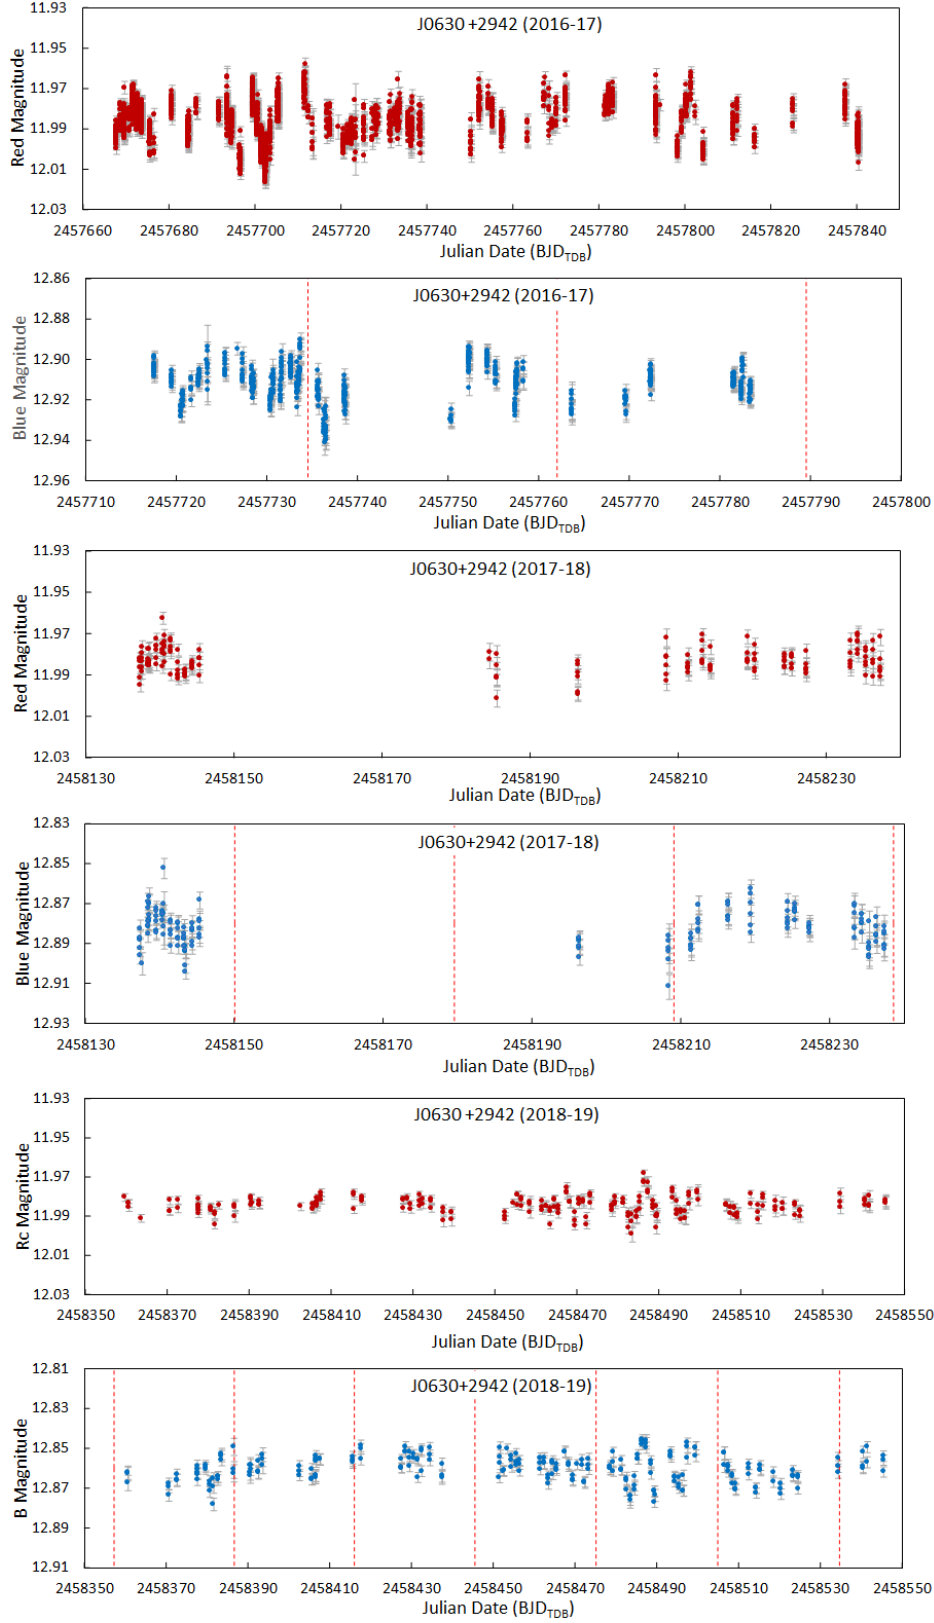 J0630+2942 (2016-17)
Red Magnitude
11.93
11.95
11.97
11.99
12.01
12.03
2457660 2457680 2457700 2457720 2457740 2457760 2457780 2457800 2457820 2457840
Julian Date (BJDTDB)
J0630+2942 (2016-17)
Blue Magnitude
12.86
12.88
12.90
12.92
12.94
12.96
2457710 2457720 2457730 2457740 2457750 2457760 2457770 2457780 2457790 2457800
Julian Date (BJDTDB)
J0630+2942 (2017-18)
Red Magnitude
11.93
11.95
11.97
11.99
12.01
12.03
2458130 2458150 2458170 2458190 2458210 2458230
Julian Date (BJDTDB)
J0630+2942 (2017-18)
Blue Magnitude
12.83
12.85
12.87
12.89
12.91
12.93
2458130 2458150 2458170 2458190 2458210 2458230
Julian Date (BJDTDB)
J0630 +2942 (2018-19)
Rc Magnitude
11.93
11.95
11.97
11.99
12.01
12.03
2458350 2458370 2458390 2458410 2458430 2458450 2458470 2458490 2458510 2458530 2458550
Julian Date (BJDTDB)
J0630+2942 (2018-19)
B Magnitude
12.81
12.83
12.85
12.87
12.89
12.91
2458350 2458370 2458390 2458410 2458430 2458450 2458470 2458490 2458510 2458530 2458550
Julian Date (BJDTDB)